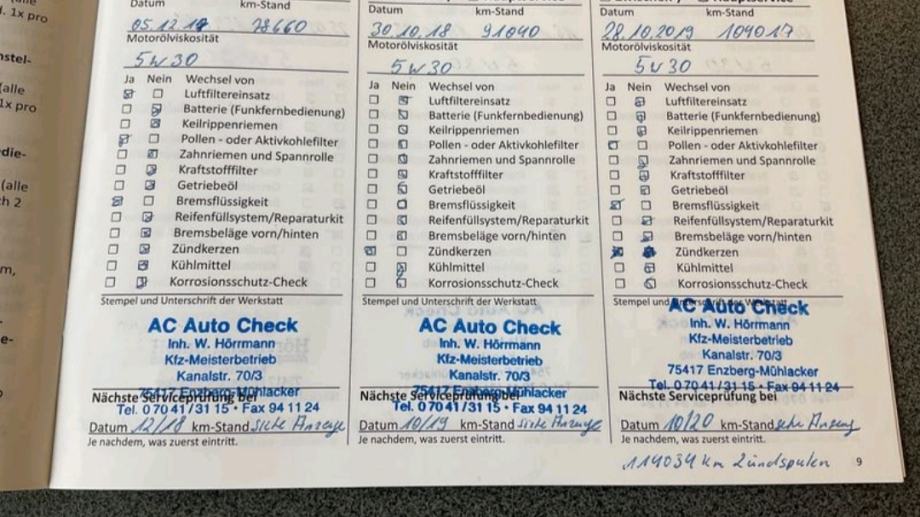 Datum km-Stand
05.12.17 78660
Motorölviskosität
5W30
Ja Nein Wechsel von
Luftfiltereinsatz
Batterie (Funkfernbedienung)
Keilrippenriemen
Pollen - oder Aktivkohlefilter
Zahnriemen und Spannrolle
Kraftstofffilter
Getriebeöl
Bremsflüssigkeit
Reifenfüllsystem/Reparaturkit
Bremsbeläge vorn/hinten
Zündkerzen
Kühlmittel
Korrosionsschutz-Check
Stempel und Unterschrift der Werkstatt
AC Auto Check
Inh. W. Hörrmann
Kfz-Meisterbetrieb
Kanalstr. 70/3
75417 Enzberg-Mühlacker
Nächste Serviceprüfung bei
Tel. 0 70 41 / 31 15 • Fax 94 11 24
Datum 12/18 km-Stand siehe Anzeige
Je nachdem, was zuerst eintritt.
Datum km-Stand
30.10.18 91040
Motorölviskosität
5W30
Ja Nein Wechsel von
Luftfiltereinsatz
Batterie (Funkfernbedienung)
Keilrippenriemen
Pollen - oder Aktivkohlefilter
Zahnriemen und Spannrolle
Kraftstofffilter
Getriebeöl
Bremsflüssigkeit
Reifenfüllsystem/Reparaturkit
Bremsbeläge vorn/hinten
Zündkerzen
Kühlmittel
Korrosionsschutz-Check
Stempel und Unterschrift der Werkstatt
AC Auto Check
Inh. W. Hörrmann
Kfz-Meisterbetrieb
Kanalstr. 70/3
75417 Enzberg-Mühlacker
Nächste Serviceprüfung bei
Tel. 0 70 41 / 31 15 • Fax 94 11 24
Datum 10/19 km-Stand siehe Anzeige
Je nachdem, was zuerst eintritt.
Datum km-Stand
28.10.2019 109017
Motorölviskosität
5W30
Ja Nein Wechsel von
Luftfiltereinsatz
Batterie (Funkfernbedienung)
Keilrippenriemen
Pollen - oder Aktivkohlefilter
Zahnriemen und Spannrolle
Kraftstofffilter
Getriebeöl
Bremsflüssigkeit
Reifenfüllsystem/Reparaturkit
Bremsbeläge vorn/hinten
Zündkerzen
Kühlmittel
Korrosionsschutz-Check
Stempel und Unterschrift der Werkstatt
AC Auto Check
Inh. W. Hörrmann
Kfz-Meisterbetrieb
Kanalstr. 70/3
75417 Enzberg-Mühlacker
Tel. 0 70 41 / 31 15 • Fax 94 11 24
Nächste Serviceprüfung bei
Datum 10/20 km-Stand siehe Anzeige
Je nachdem, was zuerst eintritt.
114034 km Zündspulen
9